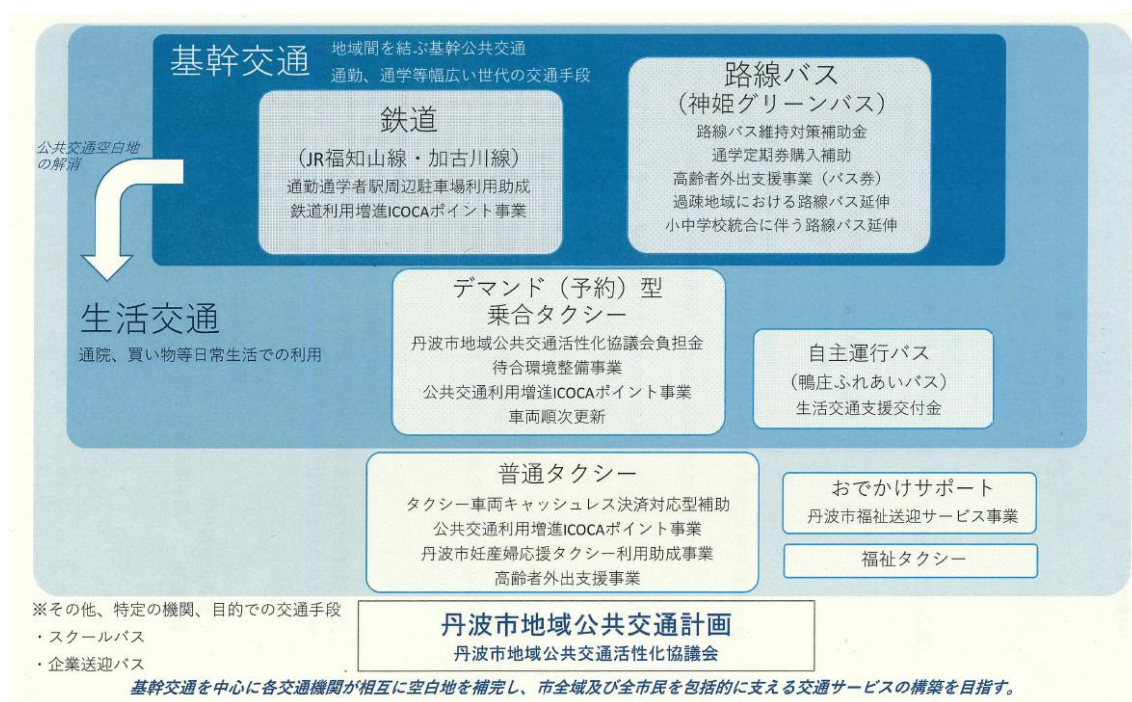 基幹交通
地域間を結ぶ基幹公共交通
通勤、通学等幅広い世代の交通手段
鉄道
(JR福知山線・加古川線)
通勤通学者駅周辺駐車場利用助成
鉄道利用増進ICOCAポイント事業
路線バス
(神姫グリーンバス)
路線バス維持対策補助金
通学定期券購入補助
高齢者外出支援事業（バス券）
過疎地域における路線バス延伸
小中学校統合に伴う路線バス延伸
公共交通空白地
の解消
生活交通
通院、買い物等日常生活での利用
デマンド（予約）型
乗合タクシー
丹波市地域公共交通活性化協議会負担金
待合環境整備事業
公共交通利用増進ICOCAポイント事業
車両順次更新
自主運行バス
(鴨庄ふれあいバス)
生活交通支援交付金
普通タクシー
タクシー車両キャッシュレス決済対応型補助
公共交通利用増進ICOCAポイント事業
丹波市妊産婦応援タクシー利用助成事業
高齢者外出支援事業
おでかけサポート
丹波市福祉送迎サービス事業
福祉タクシー
※その他、特定の機関、目的での交通手段
・スクールバス
・企業送迎バス
丹波市地域公共交通計画
丹波市地域公共交通活性化協議会
基幹交通を中心に各交通機関が相互に空白地を補完し、市全域及び全市民を包括的に支える交通サービスの構築を目指す。